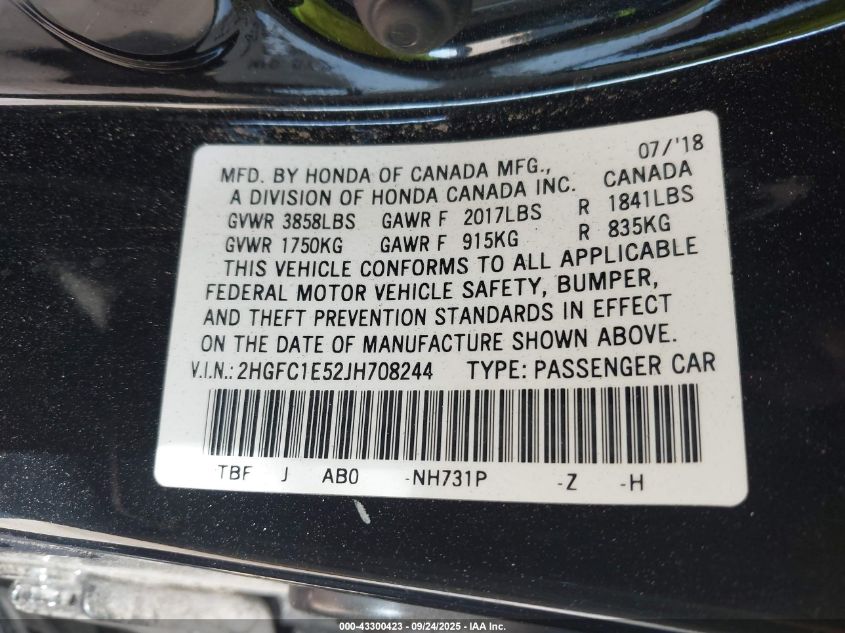 07/'18
MFD. BY HONDA OF CANADA MFG., CANADA
A DIVISION OF HONDA CANADA INC.
GVWR 3858LBS GAWR F 2017LBS R 1841LBS
GVWR 1750KG GAWR F 915KG R 835KG
THIS VEHICLE CONFORMS TO ALL APPLICABLE
FEDERAL MOTOR VEHICLE SAFETY, BUMPER,
AND THEFT PREVENTION STANDARDS IN EFFECT
ON THE DATE OF MANUFACTURE SHOWN ABOVE.
V.I.N.: 2HGFC1E52JH708244 TYPE: PASSENGER CAR
TBF J AB0 -NH731P -Z -H
000-43300423 - 09/24/2025 - IAA Inc.